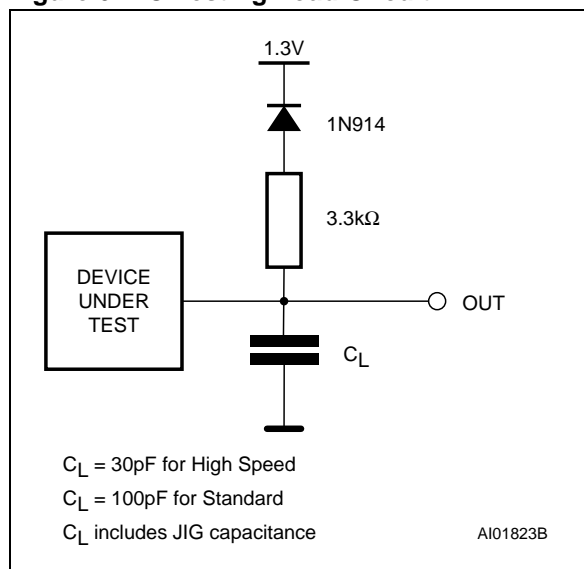 1.3V
1N914
3.3kΩ
DEVICE
UNDER
TEST
OUT
CL
CL = 30pF for High Speed
CL = 100pF for Standard
CL includes JIG capacitance
AI01823B